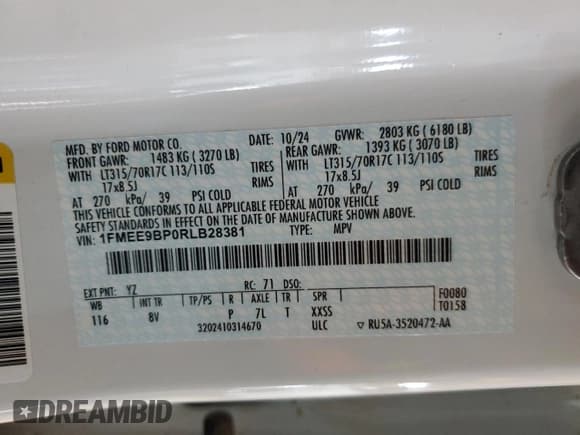 MFD. BY FORD MOTOR CO.
DATE: 10/24 GVWR: 2803 KG ( 6180 LB)
FRONT GAWR: 1483 KG ( 3270 LB) REAR GAWR: 1393 KG ( 3070 LB)
WITH LT315/70R17C 113/110S TIRES WITH LT315/70R17C 113/110S TIRES
17x8.5J RIMS 17x8.5J RIMS
AT 270 kPa/ 39 PSI COLD AT 270 kPa/ 39 PSI COLD
THIS VEHICLE CONFORMS TO ALL APPLICABLE FEDERAL MOTOR VEHICLE
SAFETY STANDARDS IN EFFECT ON THE DATE OF MANUFACTURE SHOWN ABOVE.
VIN: 1FMEE9BP0RLB28381 TYPE: MPV
EXT PNT: YZ RC: 71 DSO: F0080
WB INT TR TP/PS R AXLE TR SPR T0158
116 8V P 7L T XXSS
3202410314670 ULC ▽ RU5A-3520472-AA
DREAMBID